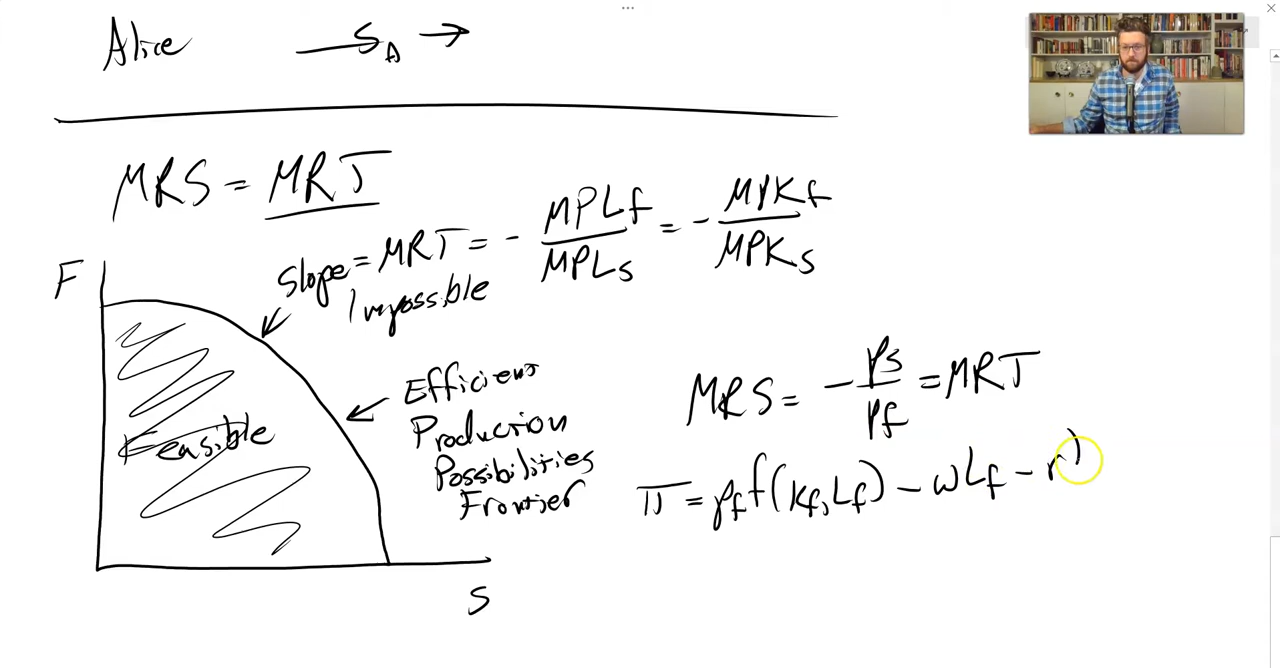 Alice S_A →
MRS = MRT
F
Slope = MRT = - MPLf / MPLs = - MPKf / MPKs
Impossible
Efficient
Production
Possibilities
Frontier
Feasible
S
MRS = - Ps / Pf = MRT
π = Pf f(Kf, Lf) - wLf - r